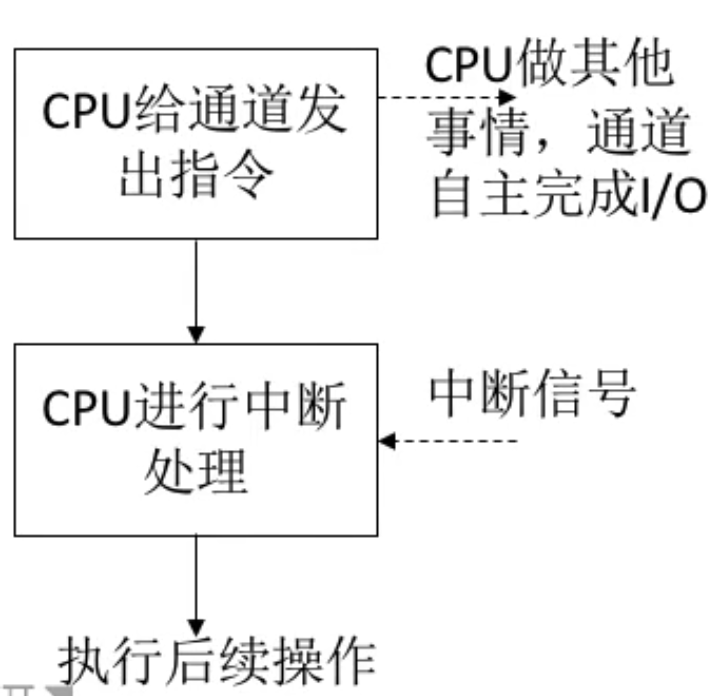 CPU给通道发
出指令
CPU做其他
事情，通道
自主完成I/O
CPU进行中断
处理
中断信号
执行后续操作